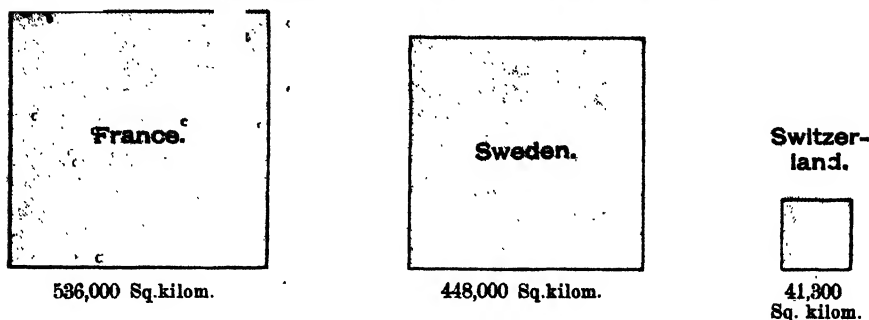 France.
536,000 Sq.kilom.
Sweden.
448,000 Sq.kilom.
Switzer-
land.
41,300
Sq. kilom.